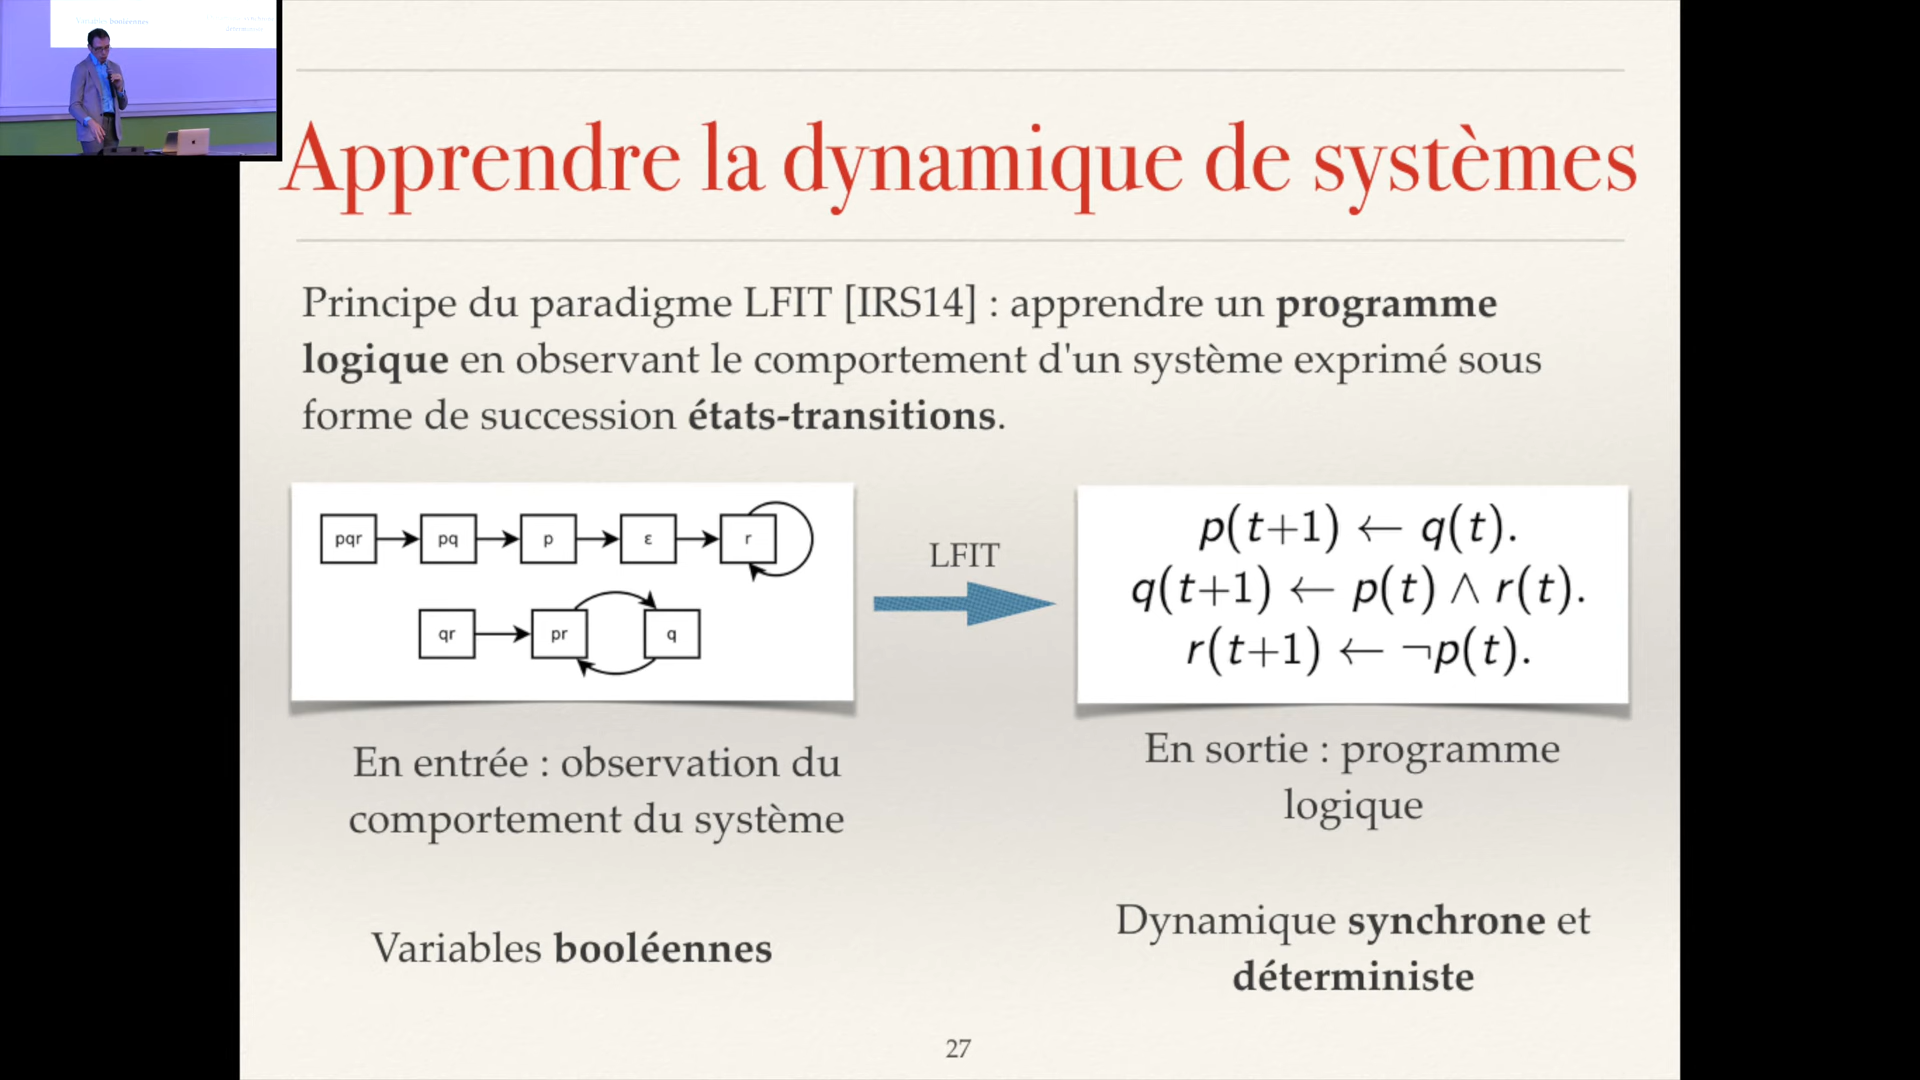 Variables booléennes
Apprendre la dynamique de systèmes
Principe du paradigme LFIT [IRS14] : apprendre un programme
logique en observant le comportement d'un système exprimé sous
forme de succession états-transitions.
pqr pq p ε r
qr pr q
LFIT
p(t+1) ← q(t).
q(t+1) ← p(t) ∧ r(t).
r(t+1) ← ¬p(t).
En entrée : observation du
comportement du système
En sortie : programme
logique
Variables booléennes
Dynamique synchrone et
déterministe
27